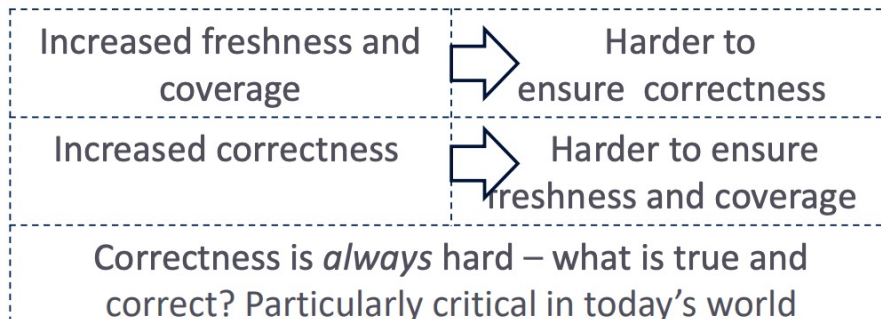 Increased freshness and
coverage
Harder to
ensure correctness
Increased correctness
Harder to ensure
freshness and coverage
Correctness is always hard – what is true and
correct? Particularly critical in today's world